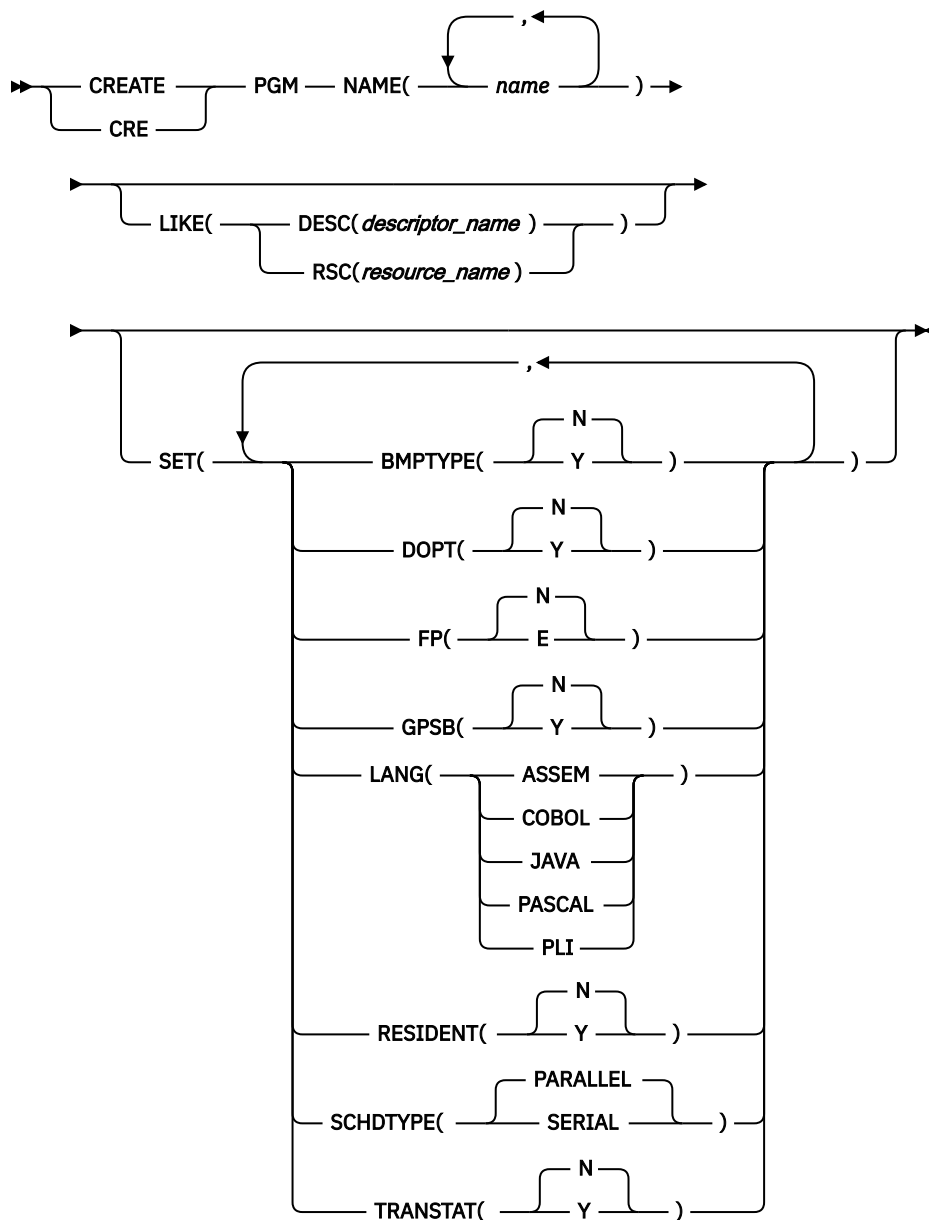 ,
CREATE PGM NAME( name )
CRE
LIKE( DESC(descriptor_name) )
RSC(resource_name)
,
N
SET( BMPTYPE( Y ) )
N
DOPT( Y )
N
FP( E )
N
GPSB( Y )
LANG( ASSEM )
COBOL
JAVA
PASCAL
PLI
N
RESIDENT( Y )
PARALLEL
SCHDTYPE( SERIAL )
N
TRANSTAT( Y )